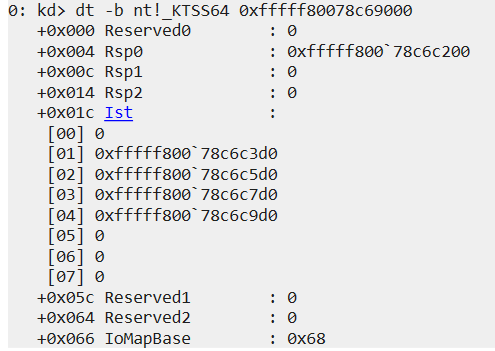 0: kd> dt -b nt!_KTSS64 0xfffff80078c69000
+0x000 Reserved0 : 0
+0x004 Rsp0 : 0xfffff800`78c6c200
+0x00c Rsp1 : 0
+0x014 Rsp2 : 0
+0x01c Ist :
[00] 0
[01] 0xfffff800`78c6c3d0
[02] 0xfffff800`78c6c5d0
[03] 0xfffff800`78c6c7d0
[04] 0xfffff800`78c6c9d0
[05] 0
[06] 0
[07] 0
+0x05c Reserved1 : 0
+0x064 Reserved2 : 0
+0x066 IoMapBase : 0x68